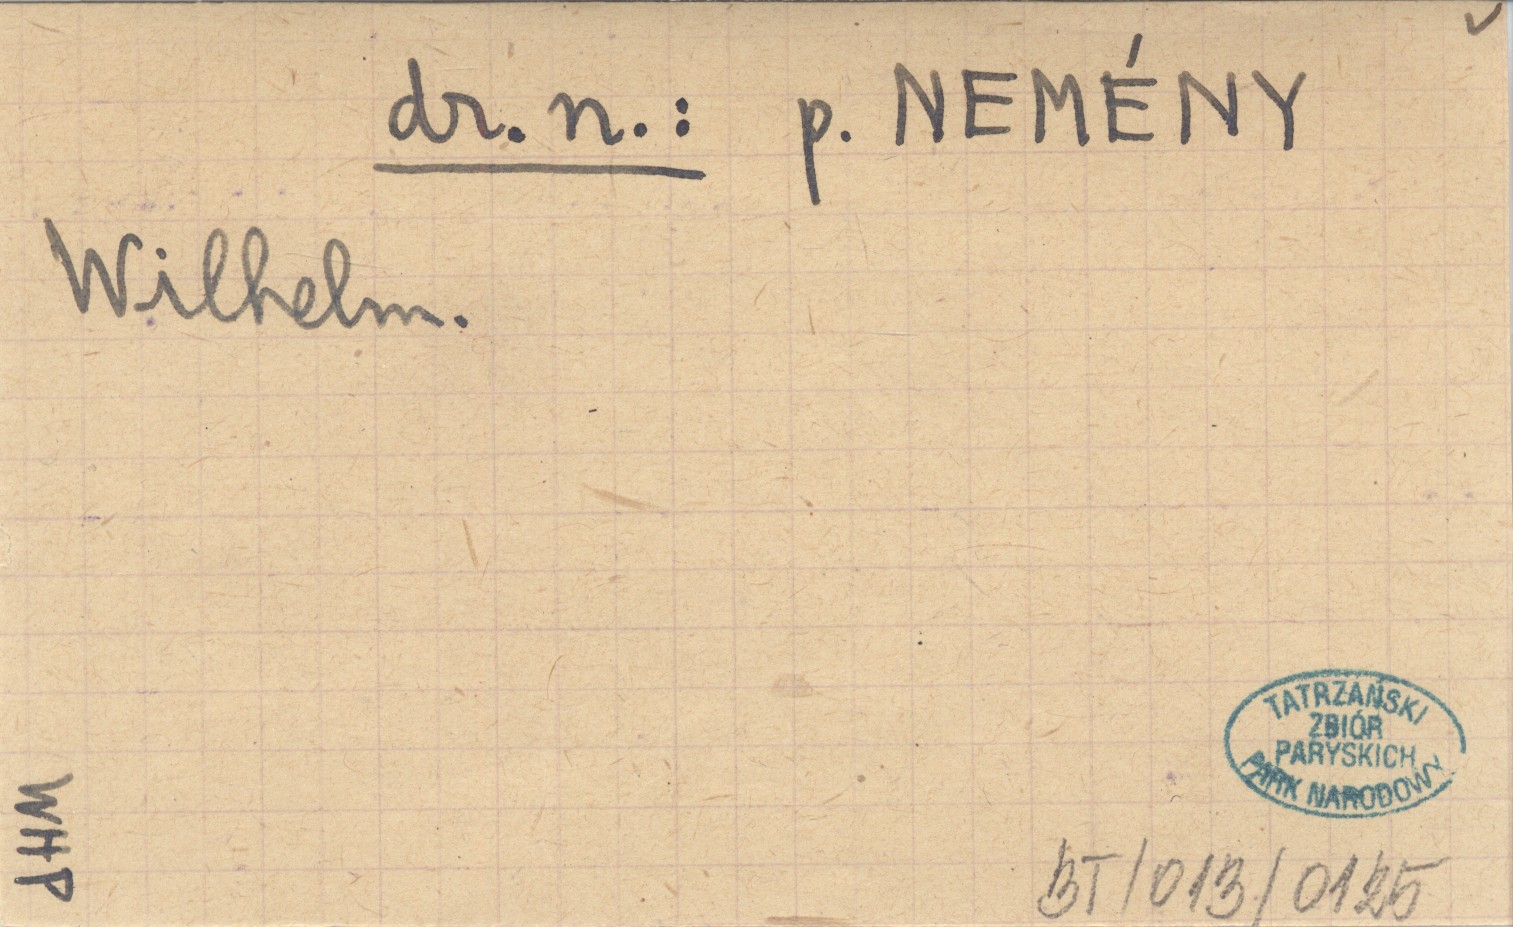 dr. n.: p. NEMÉNY
Wilhelm.
WHP
TATRZAŃSKI
ZBIÓR
PARYSKICH
PARK NARODOWY
BT/013/0125